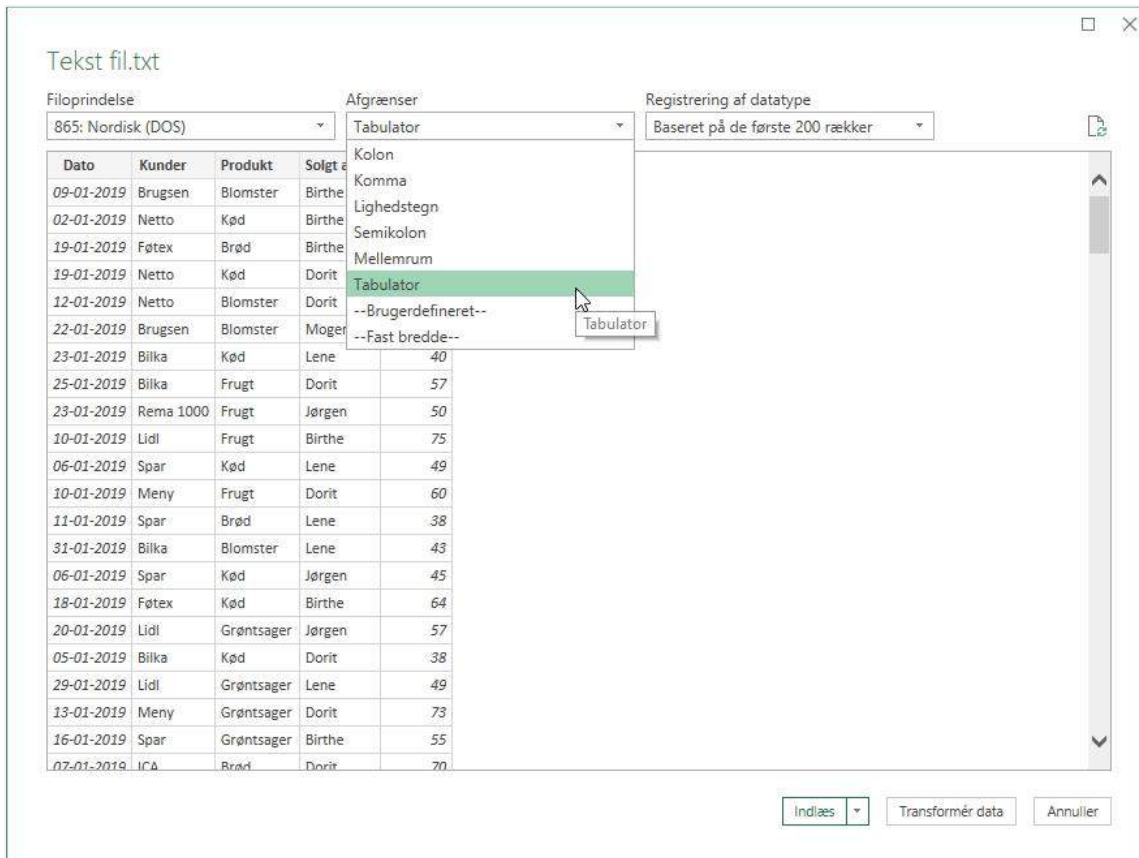 Tekst fil.txt
Filoprindelse Afgrænser Registrering af datatype
865: Nordisk (DOS) Tabulator Baseret på de første 200 rækker
Kolon
Komma
Lighedstegn
Semikolon
Mellemrum
Tabulator
--Brugerdefineret--
--Fast bredde--
Tabulator
Dato Kunder Produkt Solgt
09-01-2019 Brugsen Blomster Birthe
02-01-2019 Netto Kød Birthe
19-01-2019 Føtex Brød Birthe
19-01-2019 Netto Kød Dorit
12-01-2019 Netto Blomster Dorit
22-01-2019 Brugsen Blomster Moger
23-01-2019 Bilka Kød Lene 40
25-01-2019 Bilka Frugt Dorit 57
23-01-2019 Rema 1000 Frugt Jørgen 50
10-01-2019 Lidl Frugt Birthe 75
06-01-2019 Spar Kød Lene 49
10-01-2019 Meny Frugt Dorit 60
11-01-2019 Spar Brød Lene 38
31-01-2019 Bilka Blomster Lene 43
06-01-2019 Spar Kød Jørgen 45
18-01-2019 Føtex Kød Birthe 64
20-01-2019 Lidl Grøntsager Jørgen 57
05-01-2019 Bilka Kød Dorit 38
29-01-2019 Lidl Grøntsager Lene 49
13-01-2019 Meny Grøntsager Dorit 73
16-01-2019 Spar Grøntsager Birthe 55
07-01-2019 ICA Brød Dorit 70
Indlæs Transformér data Annuller